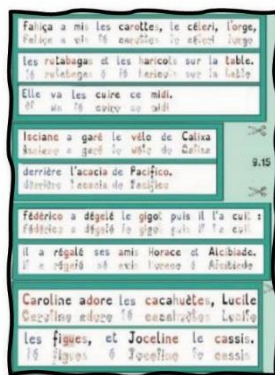 Fahiça a mis les carottes, le céleri, l'orge,
les rutabagas et les haricots sur la table.
Elle va les cuire ce midi.
Isciane a garé le vélo de Calixa
9.15
derrière l'acacia de Pacifico.
Fédérico a dégelé le gigot puis il l'a cuit :
il a régalé ses amis Horace et Alcibiade.
Caroline adore les cacahuètes, Lucile
les figues, et Joceline le cassis.